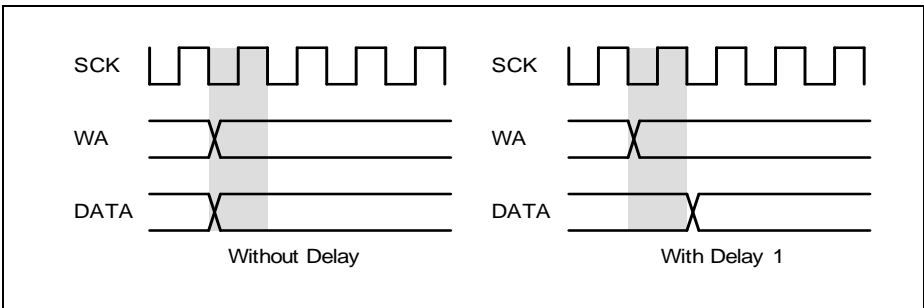 SCK
WA
DATA
Without Delay
SCK
WA
DATA
With Delay 1